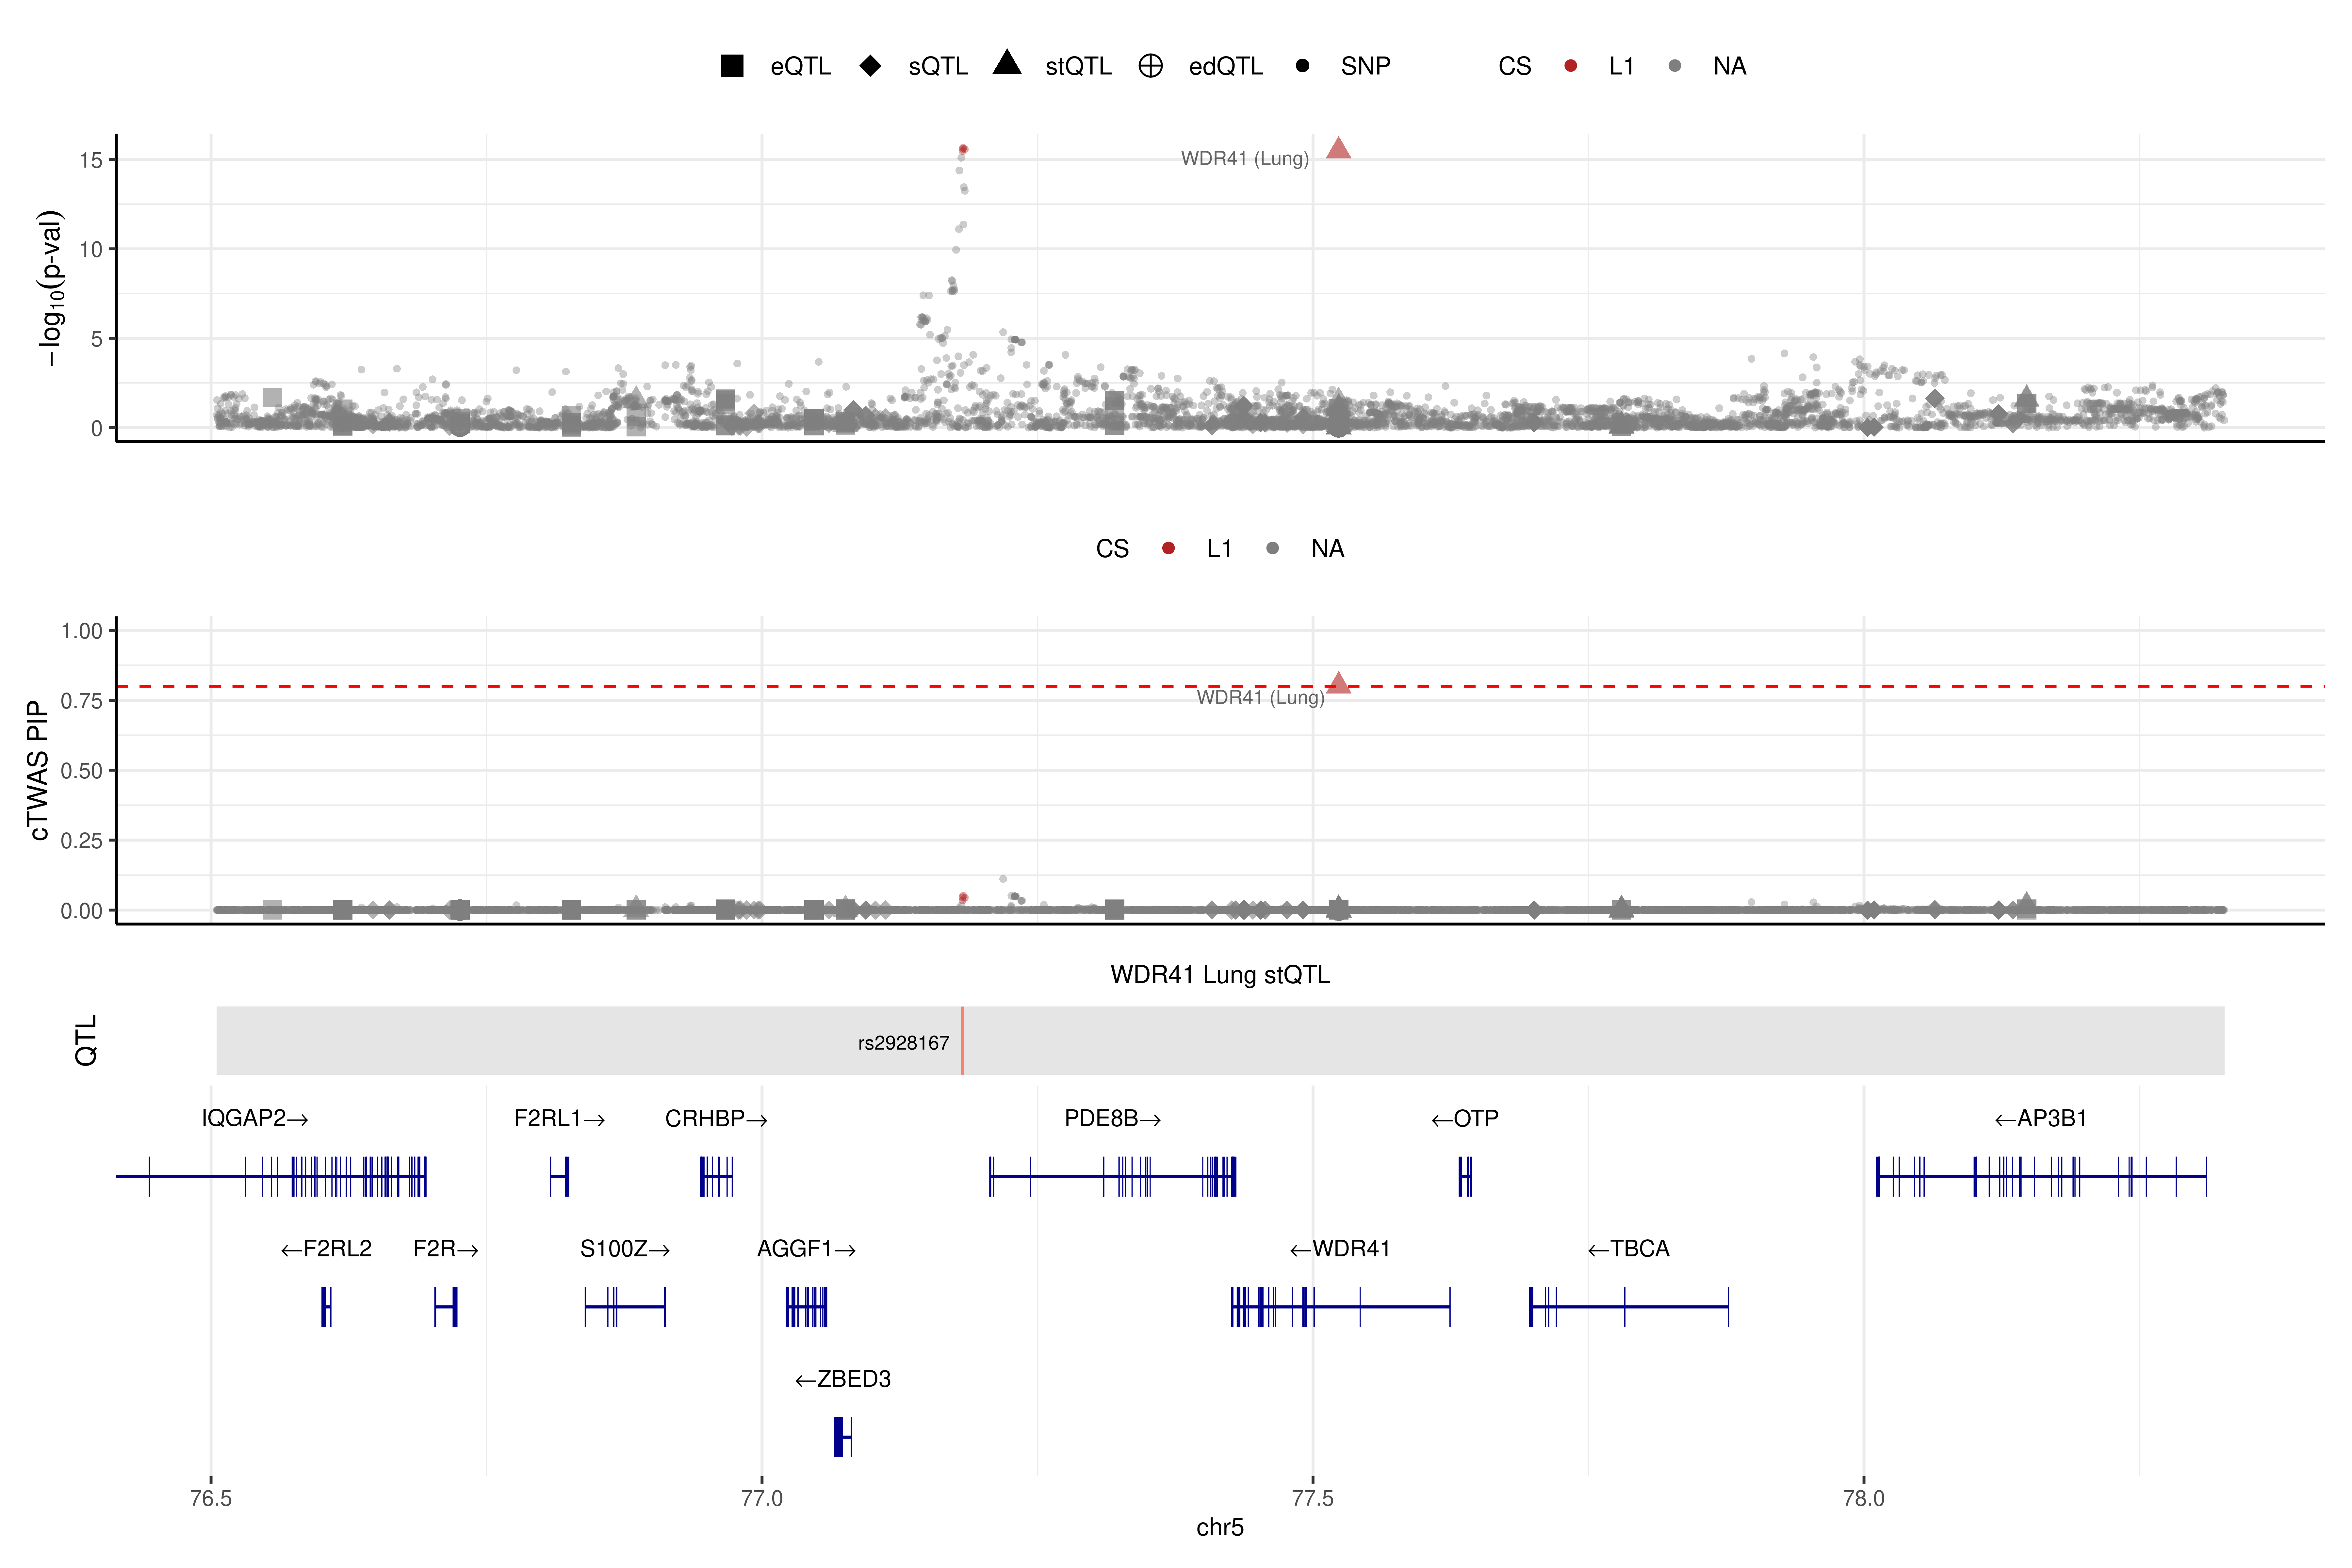 eQTL sQTL stQTL edQTL SNP CS L1 NA
−log10(p-val)
15
10
5
0
WDR41 (Lung)
CS L1 NA
cTWAS PIP
1.00
0.75
0.50
0.25
0.00
WDR41 (Lung)
WDR41 Lung stQTL
QTL
rs2928167
IQGAP2→ F2RL1→ CRHBP→ PDE8B→ ←OTP ←AP3B1
←F2RL2 F2R→ S100Z→ AGGF1→ ←WDR41 ←TBCA
←ZBED3
76.5 77.0 77.5 78.0
chr5